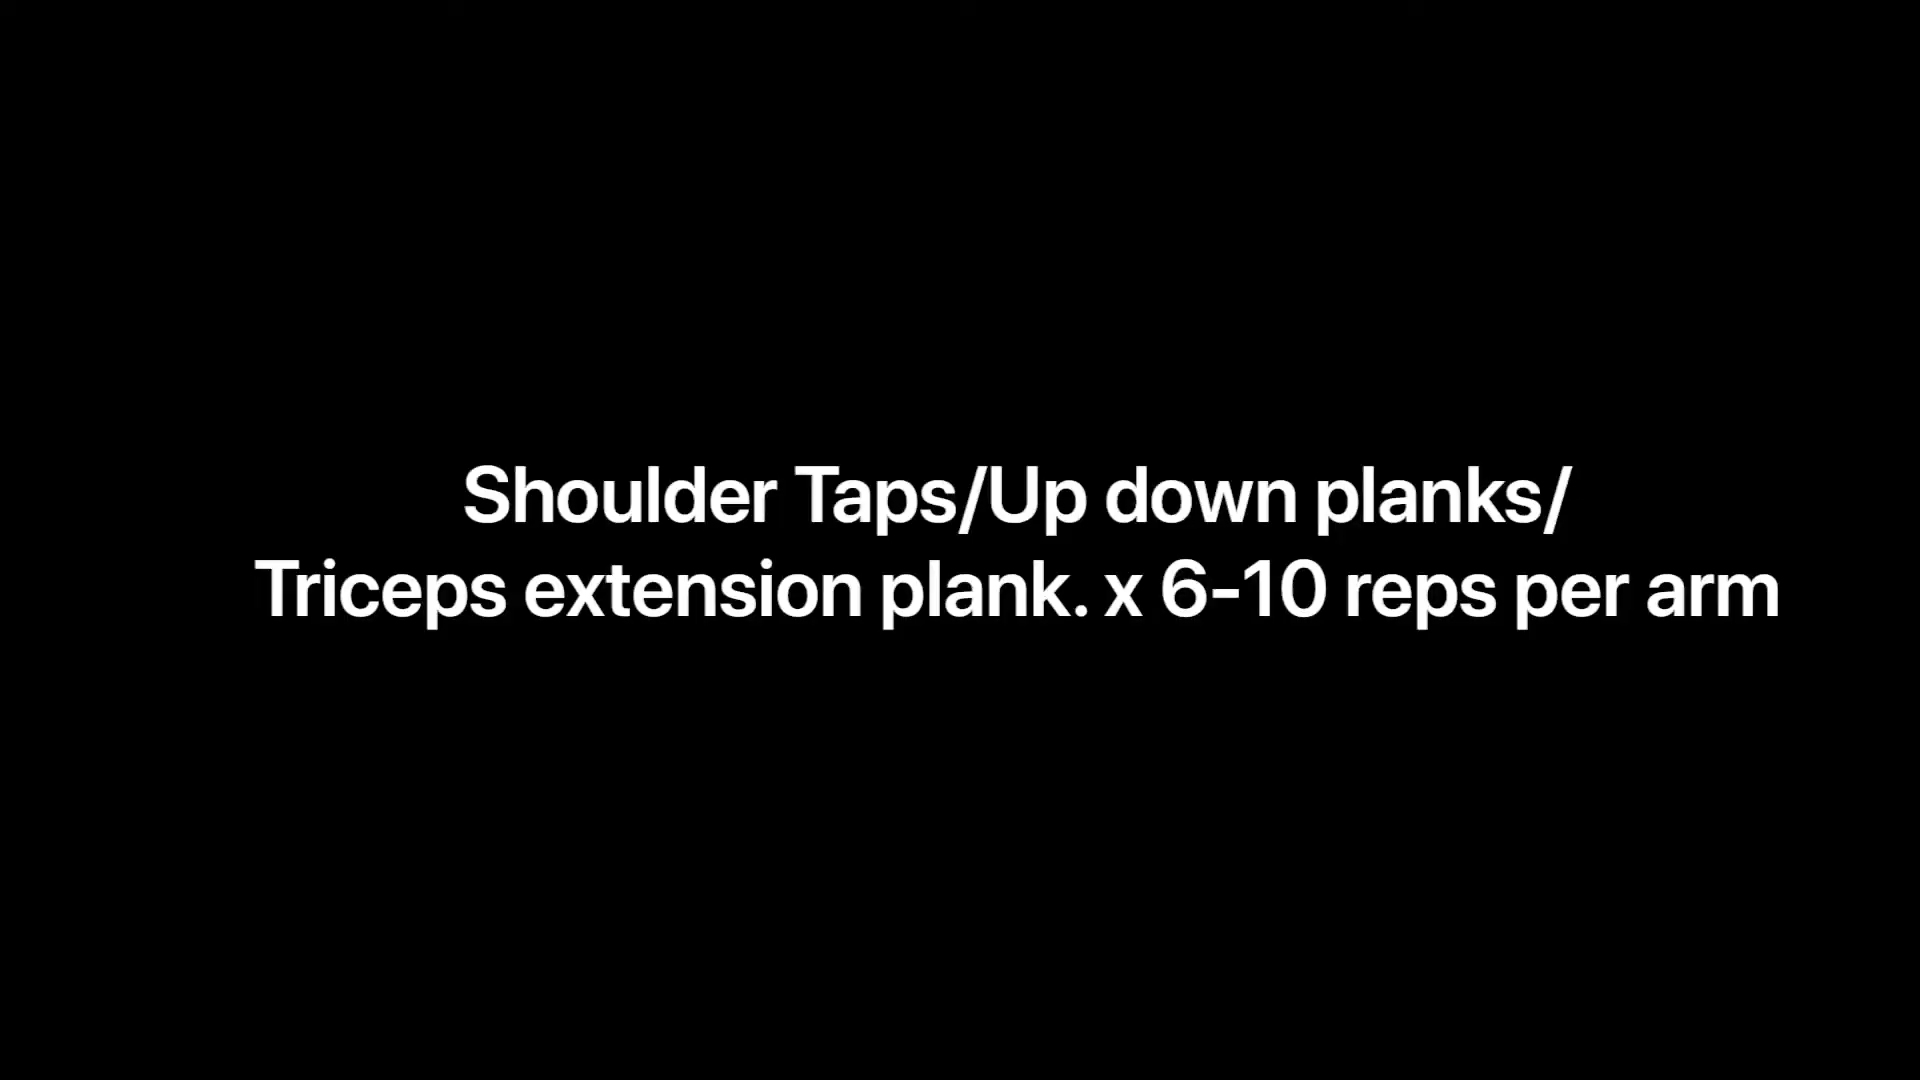 Shoulder Taps/Up down planks/
Triceps extension plank. x 6-10 reps per arm